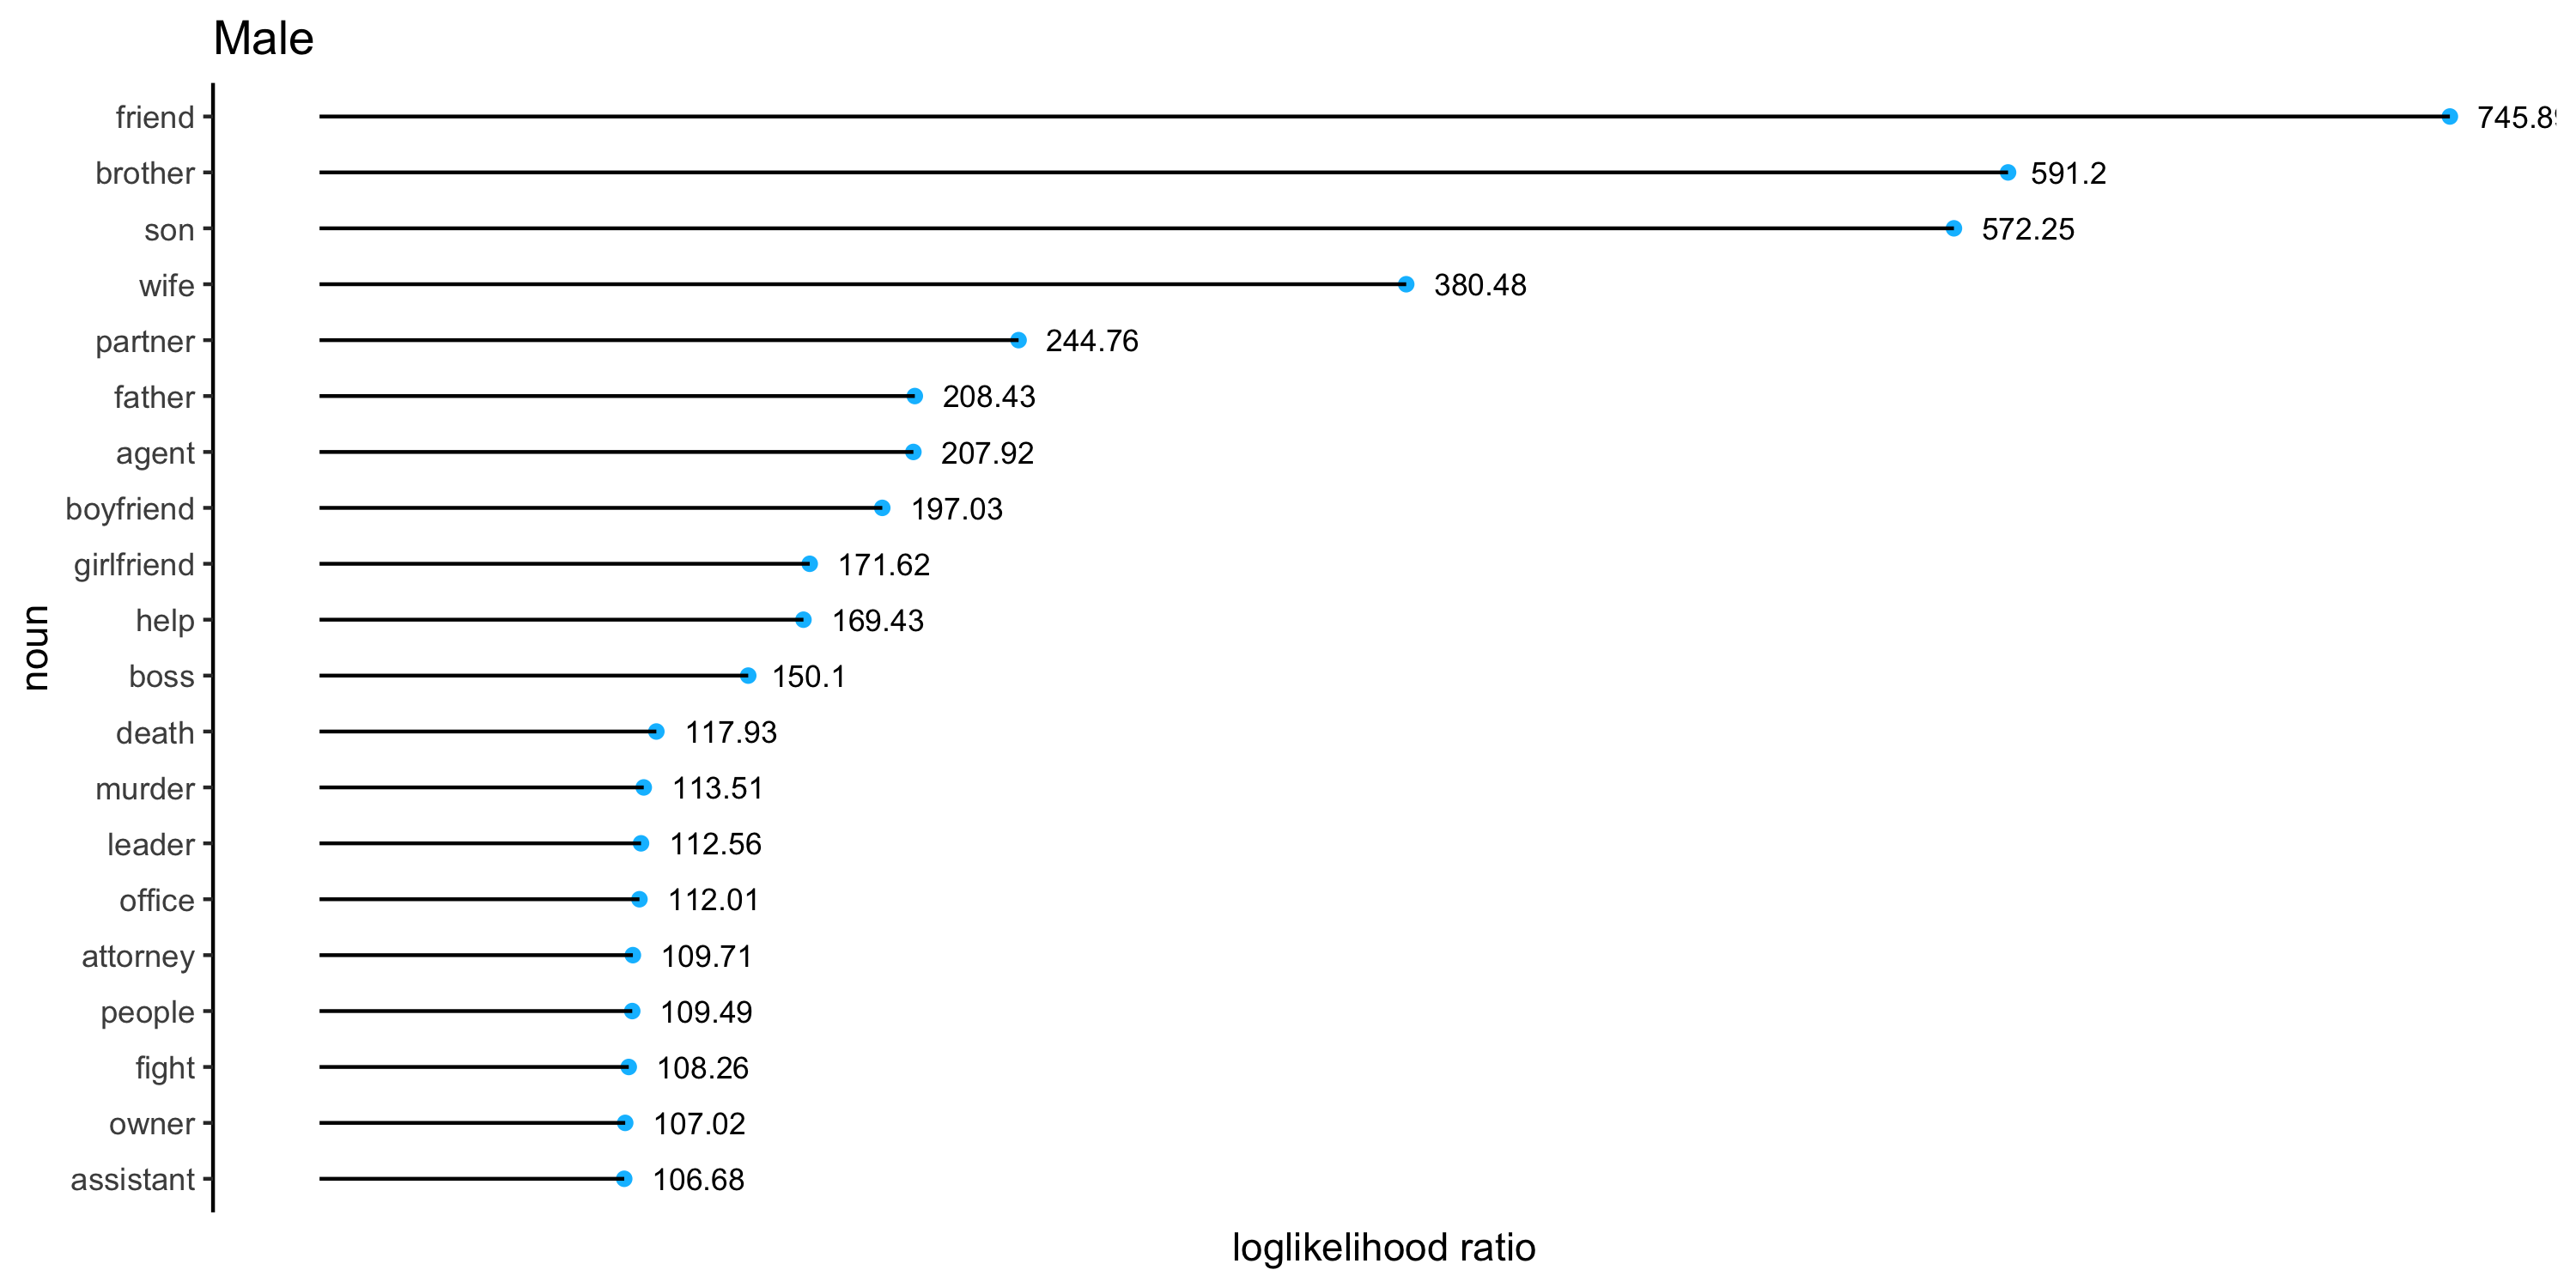 Male
friend 745.8
brother 591.2
son 572.25
wife 380.48
partner 244.76
father 208.43
agent 207.92
boyfriend 197.03
girlfriend 171.62
help 169.43
boss 150.1
death 117.93
murder 113.51
leader 112.56
office 112.01
attorney 109.71
people 109.49
fight 108.26
owner 107.02
assistant 106.68
noun
loglikelihood ratio